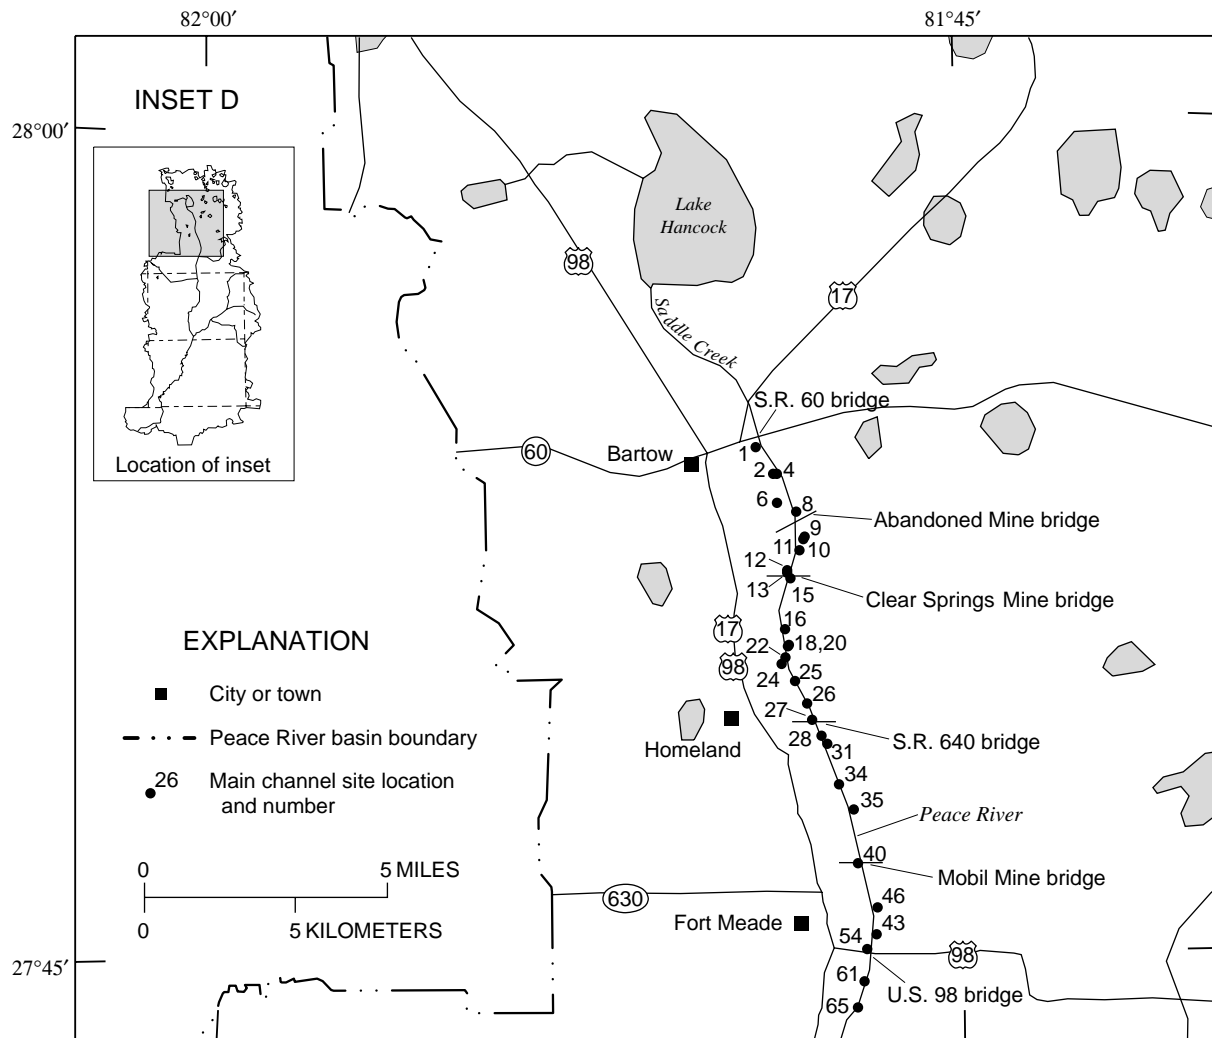 82°00′
81°45′
INSET D
28°00′
Lake
Hancock
98
17
Saddle Creek
S.R. 60 bridge
Location of inset
60
Bartow
1
2
4
6
8
Abandoned Mine bridge
9
11
10
12
13
15
Clear Springs Mine bridge
16
17
18,20
22
98
24
25
26
27
S.R. 640 bridge
28
31
Homeland
34
35
Peace River
40
Mobil Mine bridge
EXPLANATION
City or town
Peace River basin boundary
26
Main channel site location
and number
0
5 MILES
0
5 KILOMETERS
630
46
Fort Meade
43
54
98
27°45′
61
U.S. 98 bridge
65